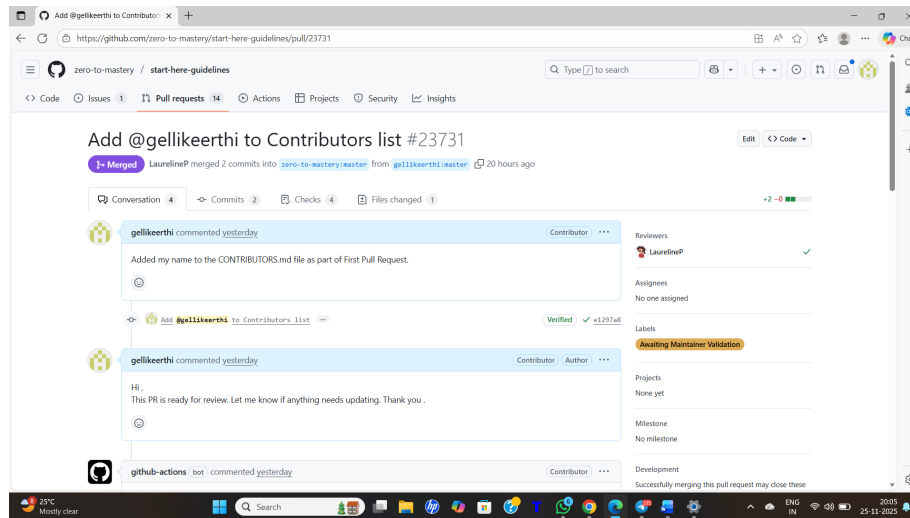 Add @gellikeerthi to Contributors
https://github.com/zero-to-mastery/start-here-guidelines/pull/23731
zero-to-mastery / start-here-guidelines
Type / to search
Code
Issues 1
Pull requests 14
Actions
Projects
Security
Insights
Add @gellikeerthi to Contributors list #23731
Edit
Code
Merged
LaurelineP merged 2 commits into zero-to-mastery:master from gellikeerthi:master 20 hours ago
Conversation 4
Commits 2
Checks 4
Files changed 1
+2 −0
gellikeerthi commented yesterday
Contributor
Added my name to the CONTRIBUTORS.md file as part of First Pull Request.
Add @gellikeerthi to Contributors list
Verified
e1297a8
gellikeerthi commented yesterday
Contributor
Author
Hi ,
This PR is ready for review. Let me know if anything needs updating. Thank you .
github-actions bot commented yesterday
Contributor
Reviewers
LaurelineP
Assignees
No one assigned
Labels
Awaiting Maintainer Validation
Projects
None yet
Milestone
No milestone
Development
Successfully merging this pull request may close these
25°C
Mostly clear
Search
ENG
IN
20:05
25-11-2025